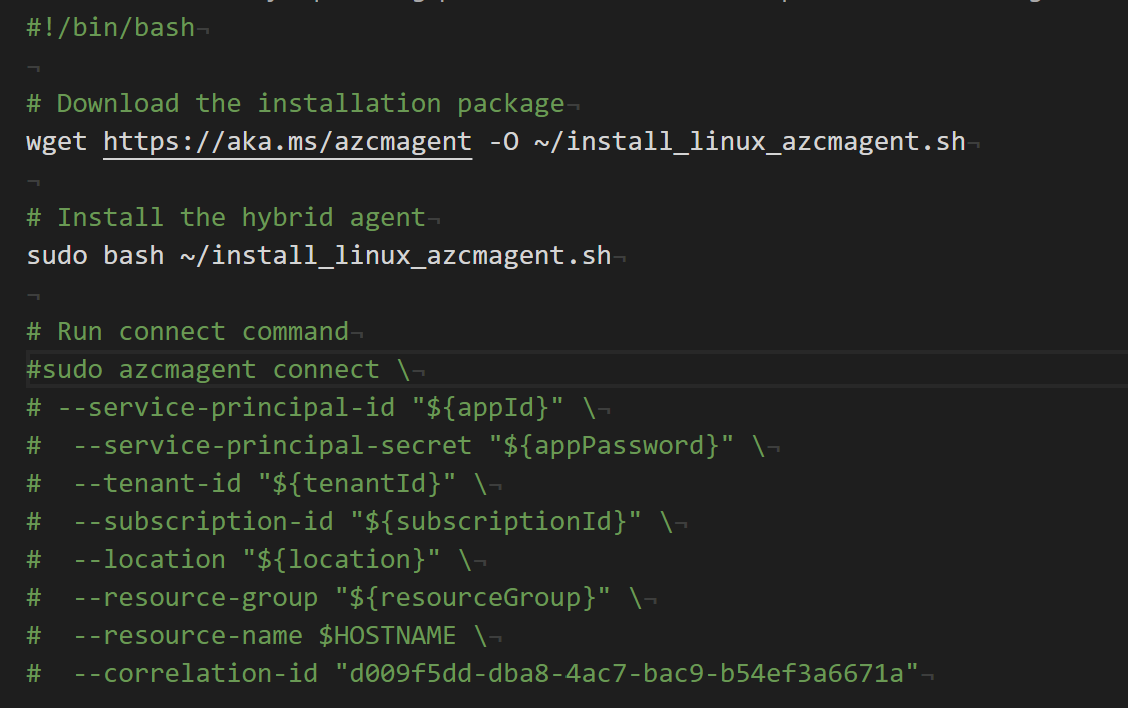 #!/bin/bash¬
¬
# Download the installation package¬
wget https://aka.ms/azcmagent -O ~/install_linux_azcmagent.sh¬
¬
# Install the hybrid agent¬
sudo bash ~/install_linux_azcmagent.sh¬
¬
# Run connect command¬
#sudo azcmagent connect \¬
# --service-principal-id "${appId}" \¬
#  --service-principal-secret "${appPassword}" \¬
#  --tenant-id "${tenantId}" \¬
#  --subscription-id "${subscriptionId}" \¬
#  --location "${location}" \¬
#  --resource-group "${resourceGroup}" \¬
#  --resource-name $HOSTNAME \¬
#  --correlation-id "d009f5dd-dba8-4ac7-bac9-b54ef3a6671a"¬